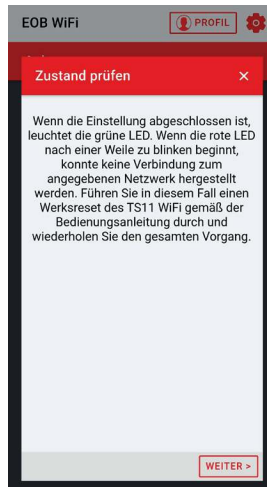 EOB WiFi
PROFIL
Zustand prüfen ×
Wenn die Einstellung abgeschlossen ist,
leuchtet die grüne LED. Wenn die rote LED
nach einer Weile zu blinken beginnt,
konnte keine Verbindung zum
angegebenen Netzwerk hergestellt
werden. Führen Sie in diesem Fall einen
Werksreset des TS11 WiFi gemäß der
Bedienungsanleitung durch und
wiederholen Sie den gesamten Vorgang.
WEITER >